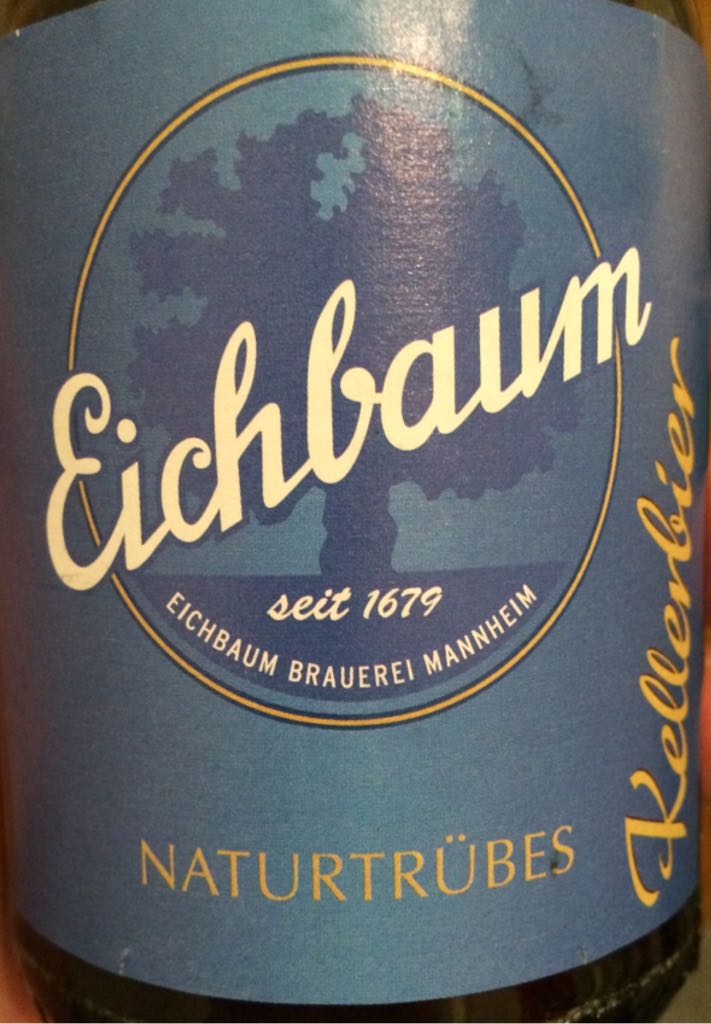 Eichbaum
seit 1679
EICHBAUM BRAUEREI MANNHEIM
Kellerbier
NATURTRÜBES